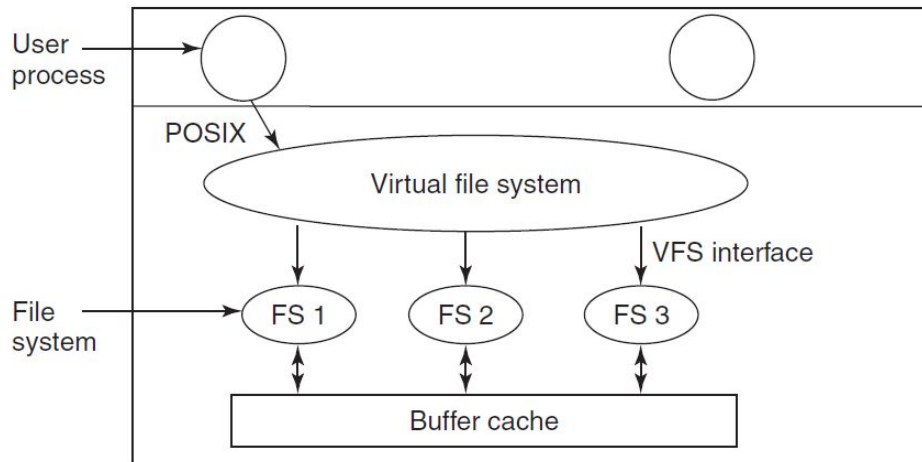 User
process
POSIX
Virtual file system
VFS interface
File
system
FS 1
FS 2
FS 3
Buffer cache